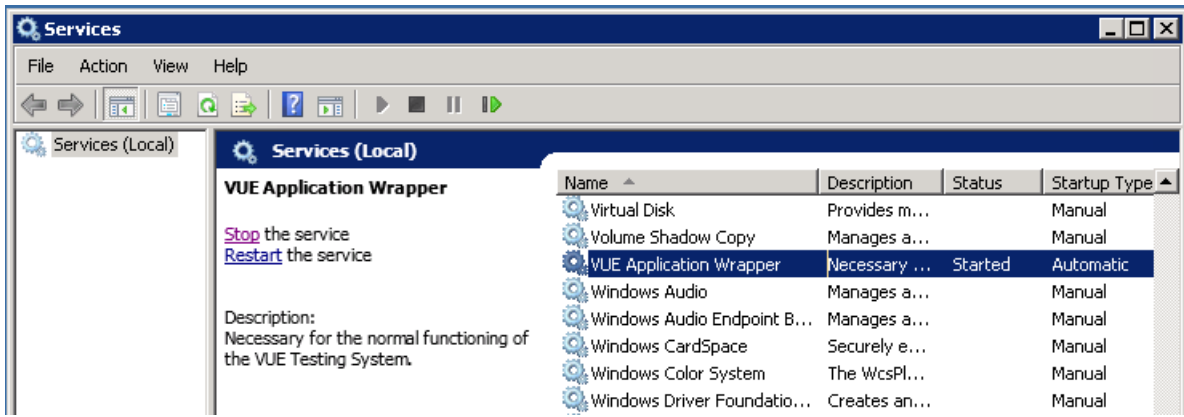 Services
File Action View Help
Services (Local)
Services (Local)
VUE Application Wrapper
Stop the service
Restart the service
Description:
Necessary for the normal functioning of
the VUE Testing System.
Name Description Status Startup Type
Virtual Disk Provides m... Manual
Volume Shadow Copy Manages a... Manual
VUE Application Wrapper Necessary ... Started Automatic
Windows Audio Manages a... Manual
Windows Audio Endpoint B... Manages a... Manual
Windows CardSpace Securely e... Manual
Windows Color System The WcsPl... Manual
Windows Driver Foundatio... Creates an... Manual